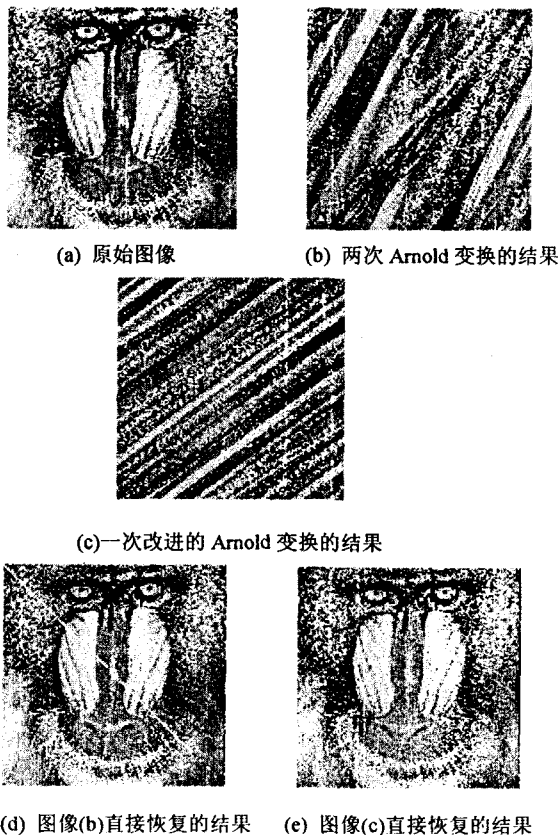 (a) 原始图像
(b) 两次 Arnold 变换的结果
(c)一次改进的 Arnold 变换的结果
(d) 图像(b)直接恢复的结果
(e) 图像(c)直接恢复的结果